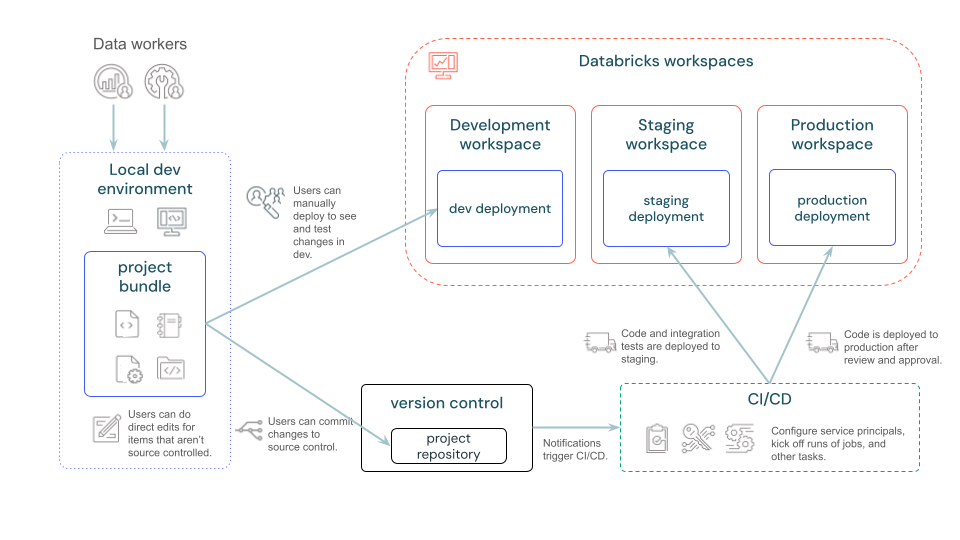 Data workers
Local dev
environment
project
bundle
Users can do
direct edits for
items that aren't
source controlled.
Users can
manually
deploy to see
and test
changes in
dev.
Users can commit
changes to
source control.
Databricks workspaces
Development
workspace
dev deployment
Staging
workspace
staging
deployment
Production
workspace
production
deployment
Code and integration
tests are deployed to
staging.
Code is deployed to
production after
review and approval.
version control
project
repository
Notifications
trigger CI/CD.
CI/CD
Configure service principals,
kick off runs of jobs, and
other tasks.